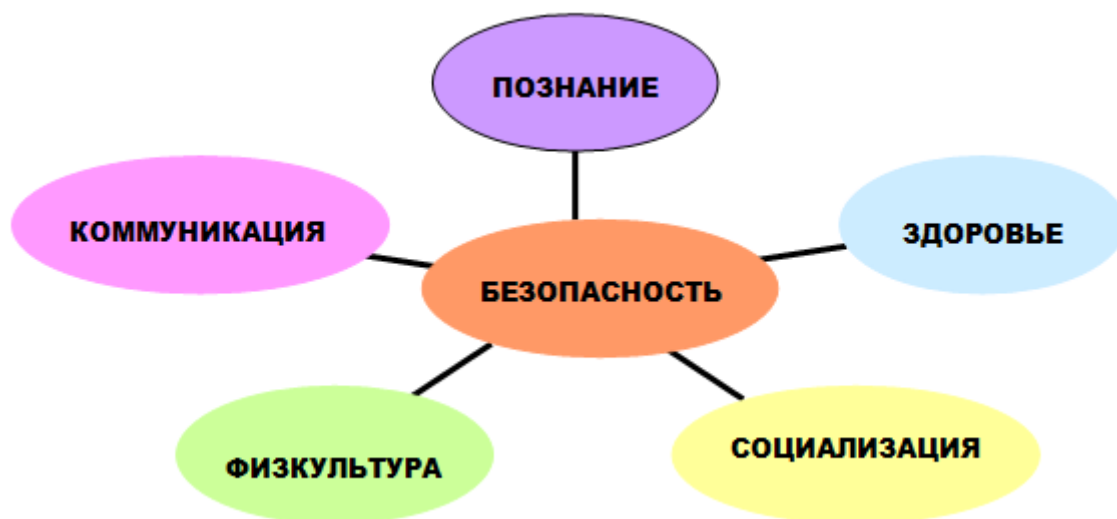 ПОЗНАНИЕ
КОММУНИКАЦИЯ
ЗДОРОВЬЕ
БЕЗОПАСНОСТЬ
ФИЗКУЛЬТУРА
СОЦИАЛИЗАЦИЯ